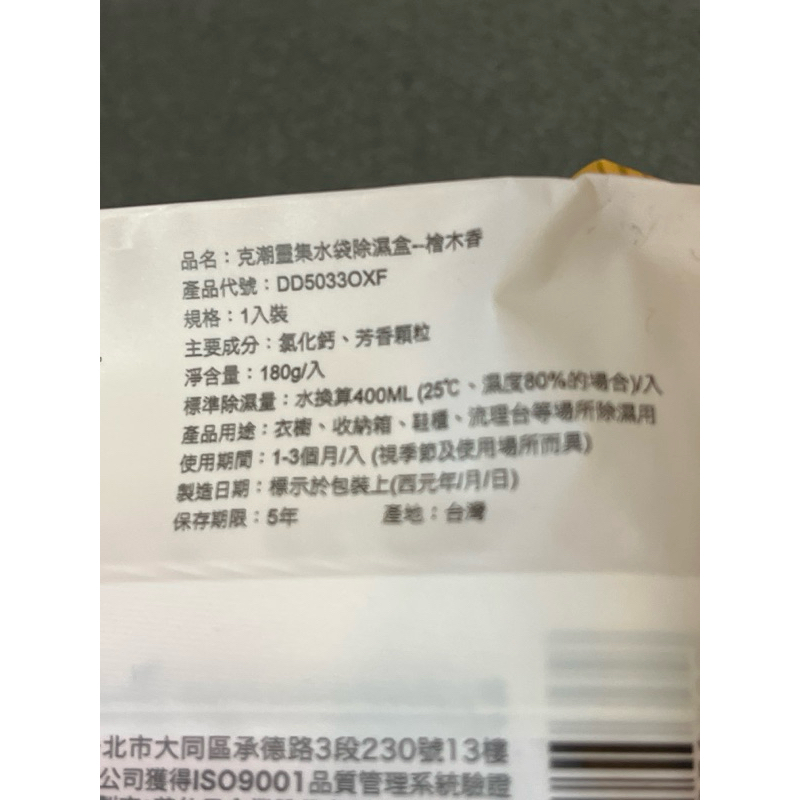 品名：克潮靈集水袋除濕盒--檜木香
產品代號：DD5033OXF
規格：1入裝
主要成分：氯化鈣、芳香顆粒
淨含量：180g/入
標準除濕量：水換算400ML (25℃、濕度80%的場合)/入
產品用途：衣櫥、收納箱、鞋櫃、流理台等場所除濕用
使用期間：1-3個月/入 (視季節及使用場所而異)
製造日期：標示於包裝上(西元年/月/日)
保存期限：5年 產地：台灣
北市大同區承德路3段230號13樓
公司獲得ISO9001品質管理系統驗證